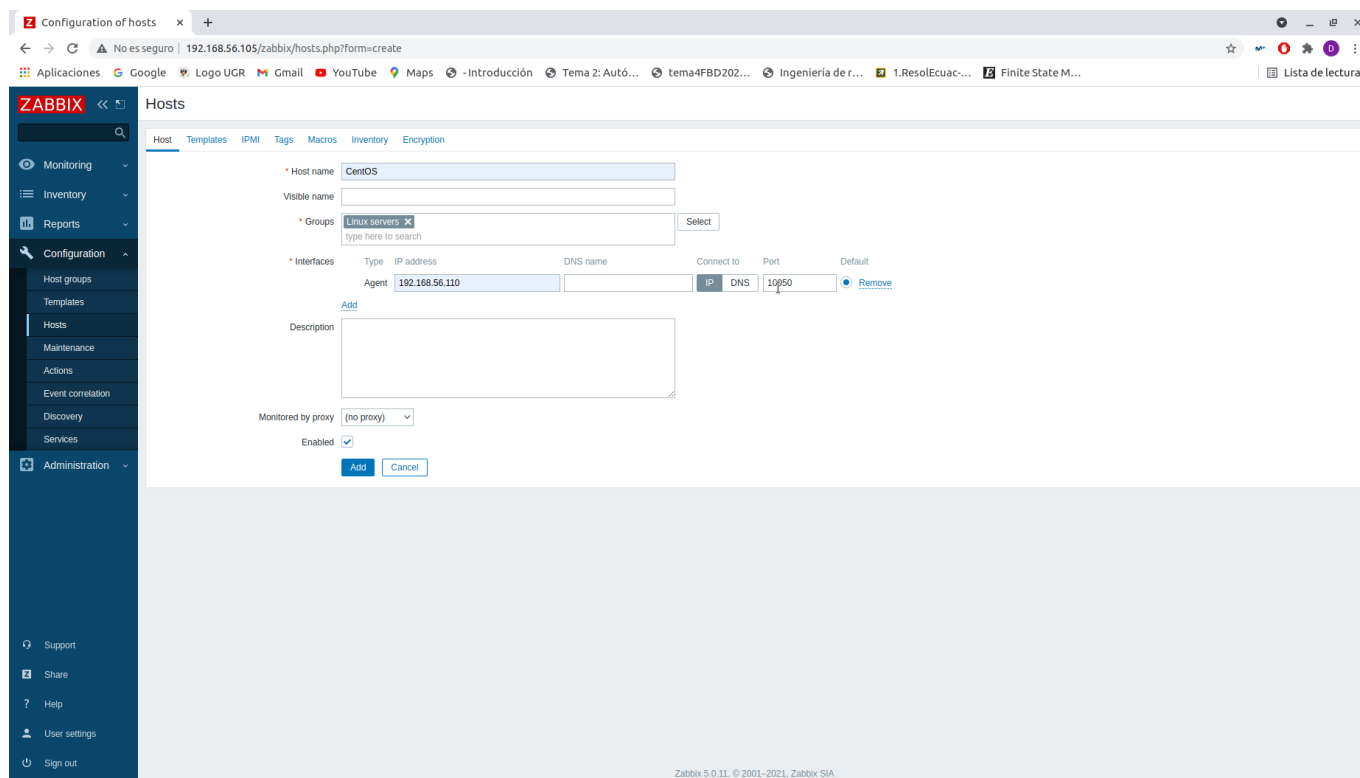 Z Configuration of hosts × +
No es seguro | 192.168.56.105/zabbix/hosts.php?form=create
Aplicaciones Google Logo UGR Gmail YouTube Maps - Introducción Tema 2: Autó... tema4FBD202... Ingeniería de r... 1.ResolEcuac-... Finite State M... Lista de lectura
ZABBIX Hosts
Host Templates IPMI Tags Macros Inventory Encryption
Monitoring
Inventory
Reports
Configuration
Host groups
Templates
Hosts
Maintenance
Actions
Event correlation
Discovery
Services
Administration
Support
Z Share
? Help
User settings
Sign out
* Host name CentOS
Visible name
* Groups Linux servers × Select
type here to search
* Interfaces Type IP address DNS name Connect to Port Default
Agent 192.168.56.110 IP DNS 10050 Remove
Add
Description
Monitored by proxy (no proxy)
Enabled
Add Cancel
Zabbix 5.0.11. © 2001–2021, Zabbix SIA